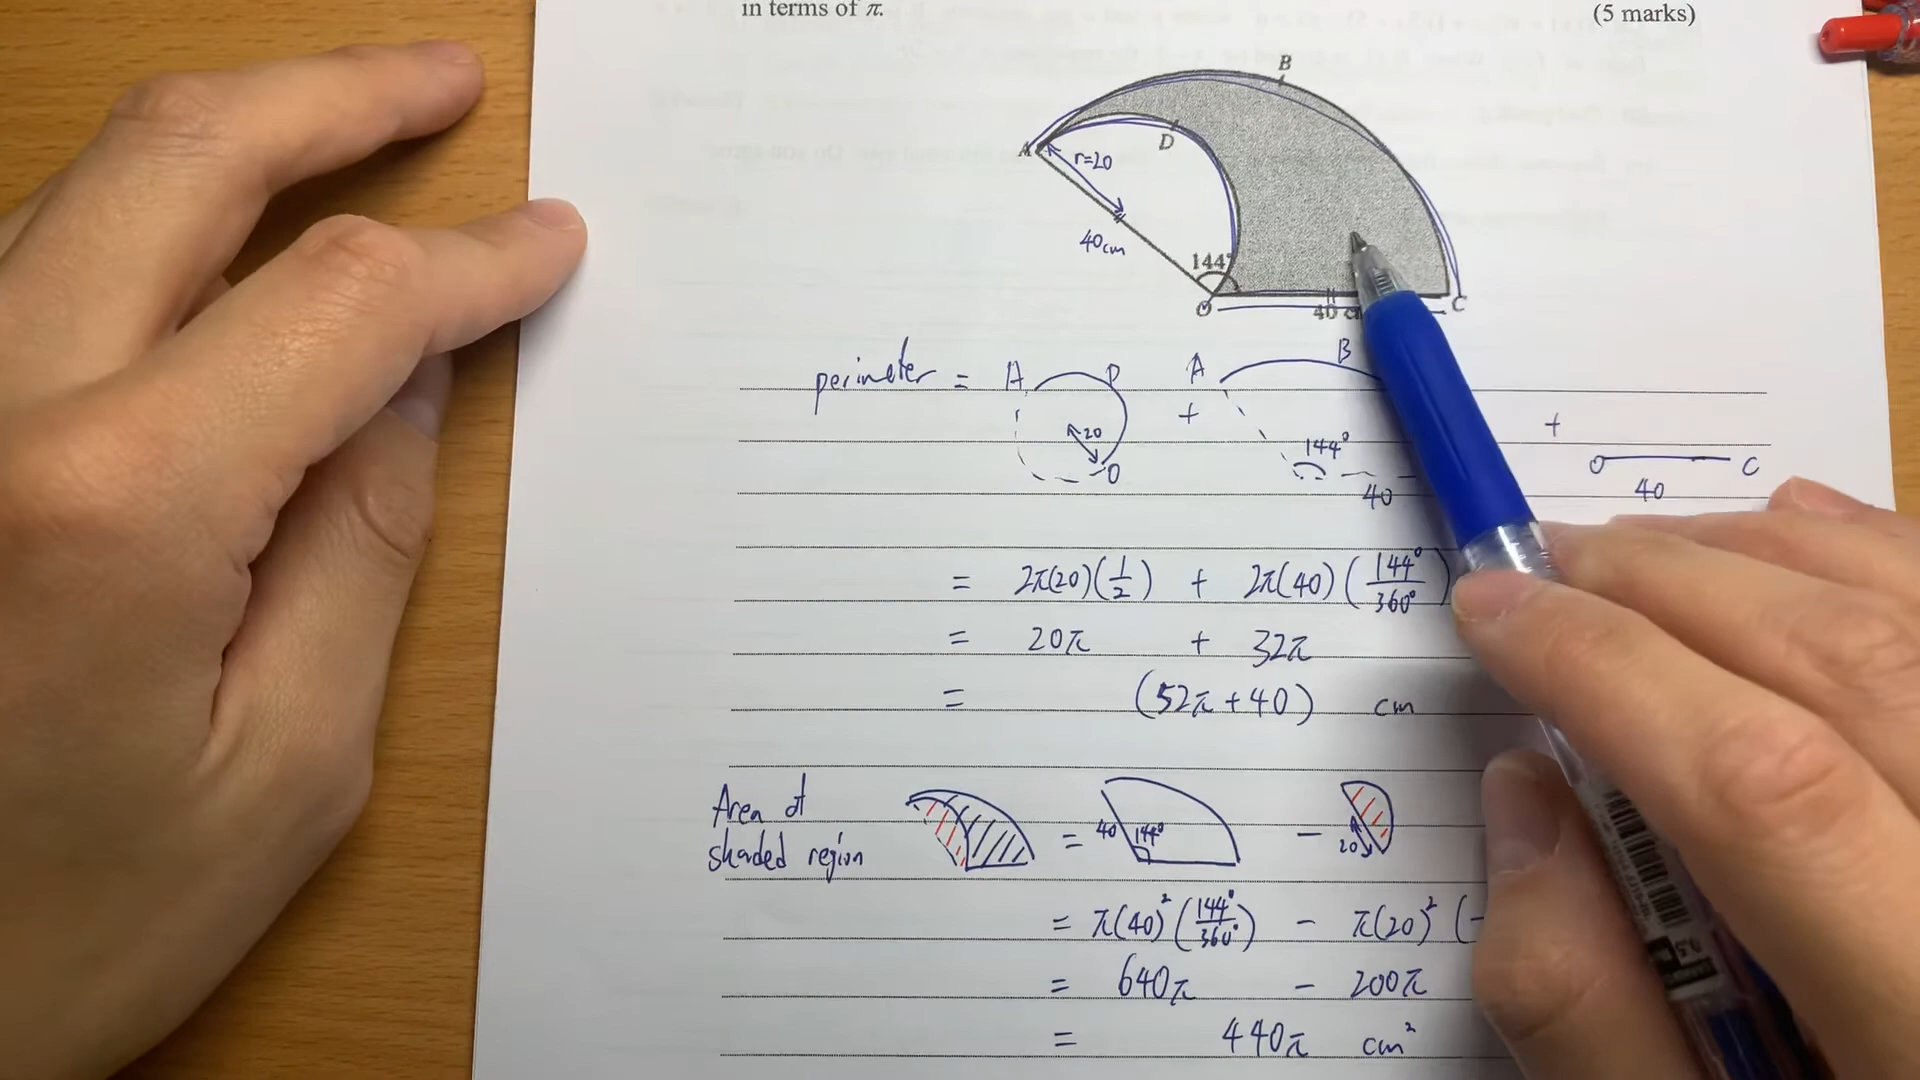 in terms of π. (5 marks)
B
A D
r=20
40cm
144°
O 40 C
perimeter = A D + A B + O C
20 144° 40
O 40
= 2π(20)(1/2) + 2π(40)(144°/360°)
= 20π + 32π
= (52π+40) cm
Area of
shaded region = 40 144° − 20
= π(40)²(144°/360°) − π(20)² (
= 640π − 200π
= 440π cm²